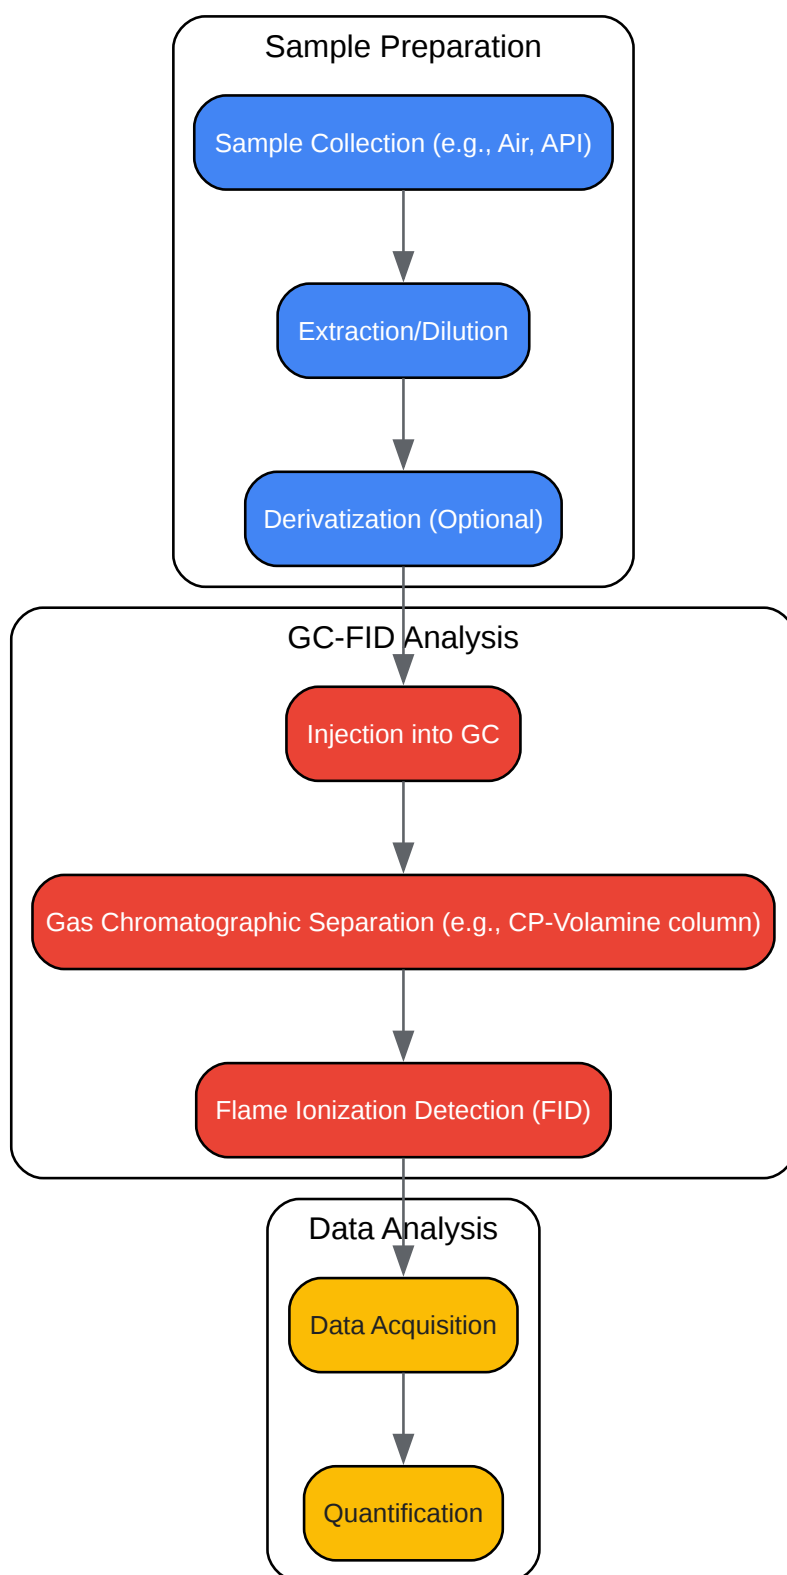 Sample Preparation
Sample Collection (e.g., Air, API)
Extraction/Dilution
Derivatization (Optional)
GC-FID Analysis
Injection into GC
Gas Chromatographic Separation (e.g., CP-Volamine column)
Flame Ionization Detection (FID)
Data Analysis
Data Acquisition
Quantification